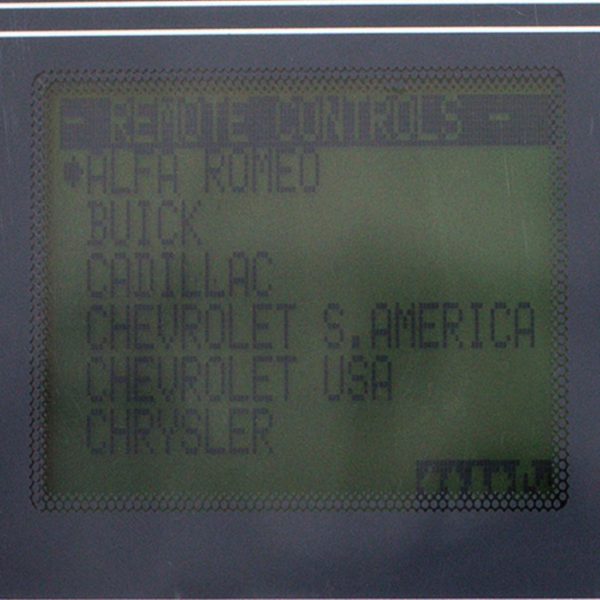 - REMOTE CONTROLS -
ALFA ROMEO
BUICK
CADILLAC
CHEVROLET S.AMERICA
CHEVROLET USA
CHRYSLER